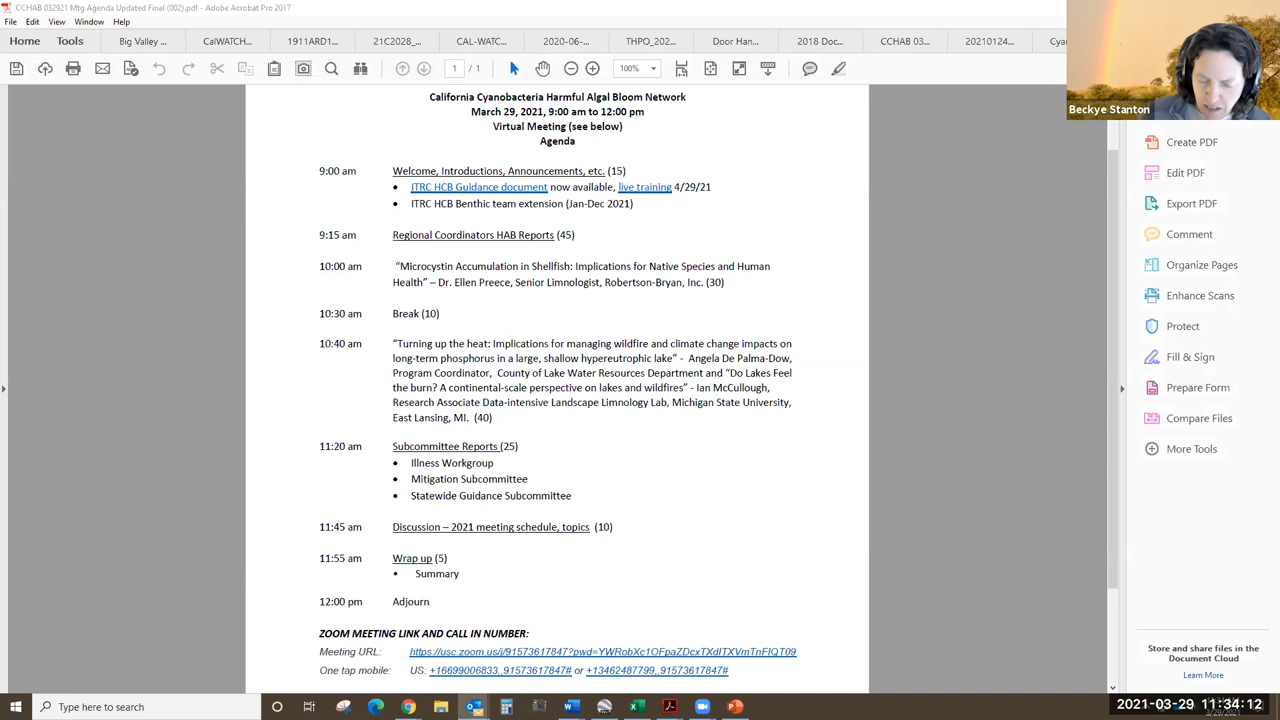 CCHAB 032921 Mtg Agenda Updated Final (002).pdf - Adobe Acrobat Pro 2017
File Edit View Window Help
Home Tools Big Valley ... CalWATCH... 1911ARD1... 21C2028_... CAL-WATC... 2020-06-... THPO_202... Door Han... 2018 Doc... CCHAB 03... 20210124... Cyan
1 / 1 100%
Beckye Stanton
California Cyanobacteria Harmful Algal Bloom Network
March 29, 2021, 9:00 am to 12:00 pm
Virtual Meeting (see below)
Agenda
9:00 am Welcome, Introductions, Announcements, etc. (15)
• ITRC HCB Guidance document now available, live training 4/29/21
• ITRC HCB Benthic team extension (Jan-Dec 2021)
9:15 am Regional Coordinators HAB Reports (45)
10:00 am “Microcystin Accumulation in Shellfish: Implications for Native Species and Human
Health” – Dr. Ellen Preece, Senior Limnologist, Robertson-Bryan, Inc. (30)
10:30 am Break (10)
10:40 am “Turning up the heat: Implications for managing wildfire and climate change impacts on
long-term phosphorus in a large, shallow hypereutrophic lake” - Angela De Palma-Dow,
Program Coordinator, County of Lake Water Resources Department and “Do Lakes Feel
the burn? A continental-scale perspective on lakes and wildfires” - Ian McCullough,
Research Associate Data-intensive Landscape Limnology Lab, Michigan State University,
East Lansing, MI. (40)
11:20 am Subcommittee Reports (25)
• Illness Workgroup
• Mitigation Subcommittee
• Statewide Guidance Subcommittee
11:45 am Discussion – 2021 meeting schedule, topics (10)
11:55 am Wrap up (5)
• Summary
12:00 pm Adjourn
ZOOM MEETING LINK AND CALL IN NUMBER:
Meeting URL: https://usc.zoom.us/j/91573617847?pwd=YWRobXc1OFpaZDcxTXdITXVmTnFIQT09
One tap mobile: US: +16699006833,,91573617847# or +13462487799,,91573617847#
Create PDF
Edit PDF
Export PDF
Comment
Organize Pages
Enhance Scans
Protect
Fill & Sign
Prepare Form
Compare Files
More Tools
Store and share files in the
Document Cloud
Learn More
Type here to search
2021-03-29 11:34:12